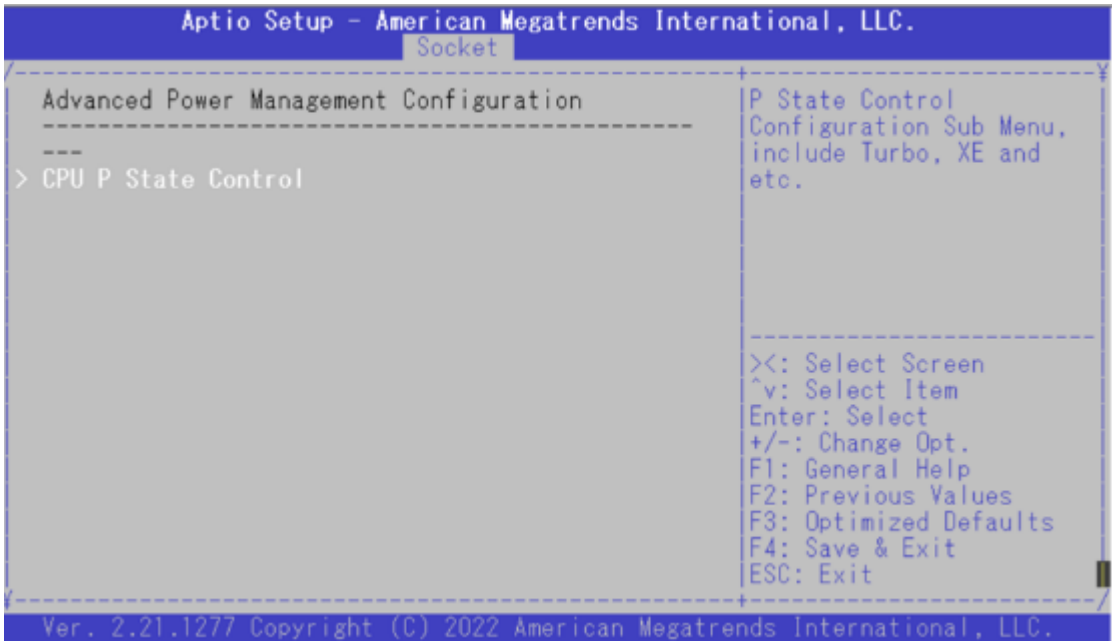 Aptio Setup - American Megatrends International, LLC.
Socket
Advanced Power Management Configuration
------------------------------------------------
---
> CPU P State Control
P State Control
Configuration Sub Menu,
include Turbo, XE and
etc.
><: Select Screen
^v: Select Item
Enter: Select
+/-: Change Opt.
F1: General Help
F2: Previous Values
F3: Optimized Defaults
F4: Save & Exit
ESC: Exit
Ver. 2.21.1277 Copyright (C) 2022 American Megatrends International, LLC.